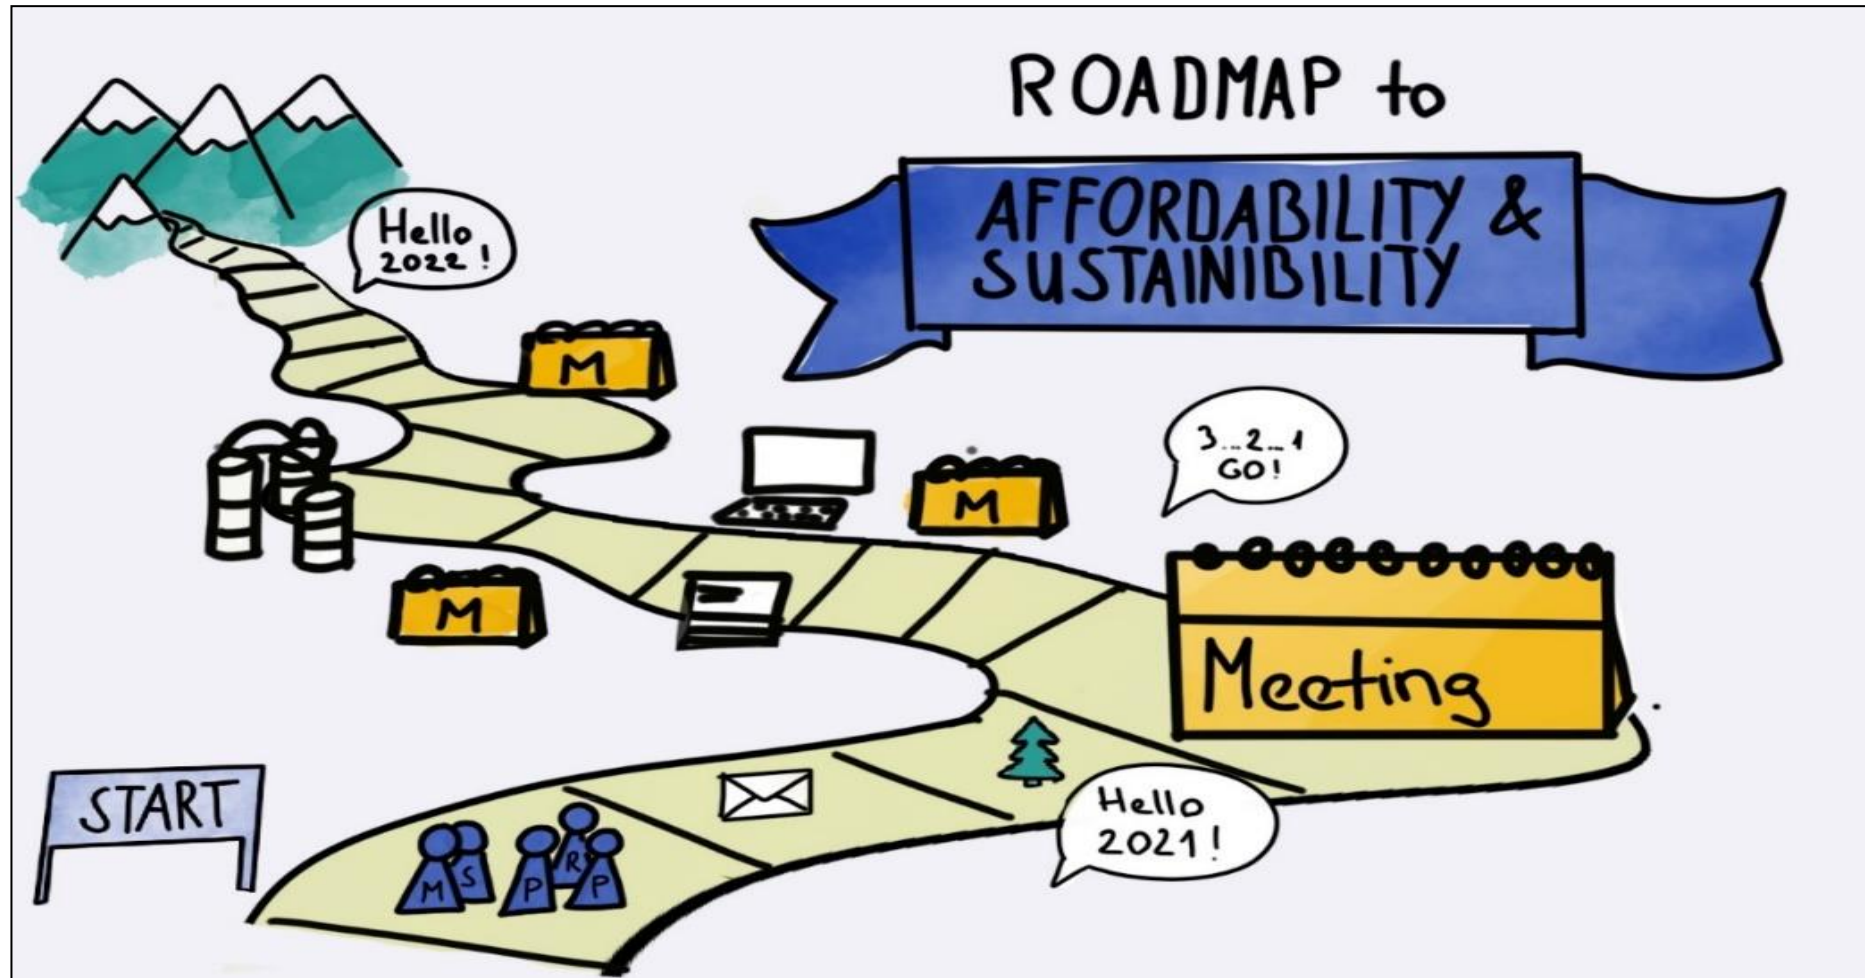 ROADMAP to
AFFORDABILITY &
SUSTAINIBILITY
Hello
2022!
M
M
3...2...1
GO!
M
Meeting
START
Hello
2021!
M
S
P
R
P